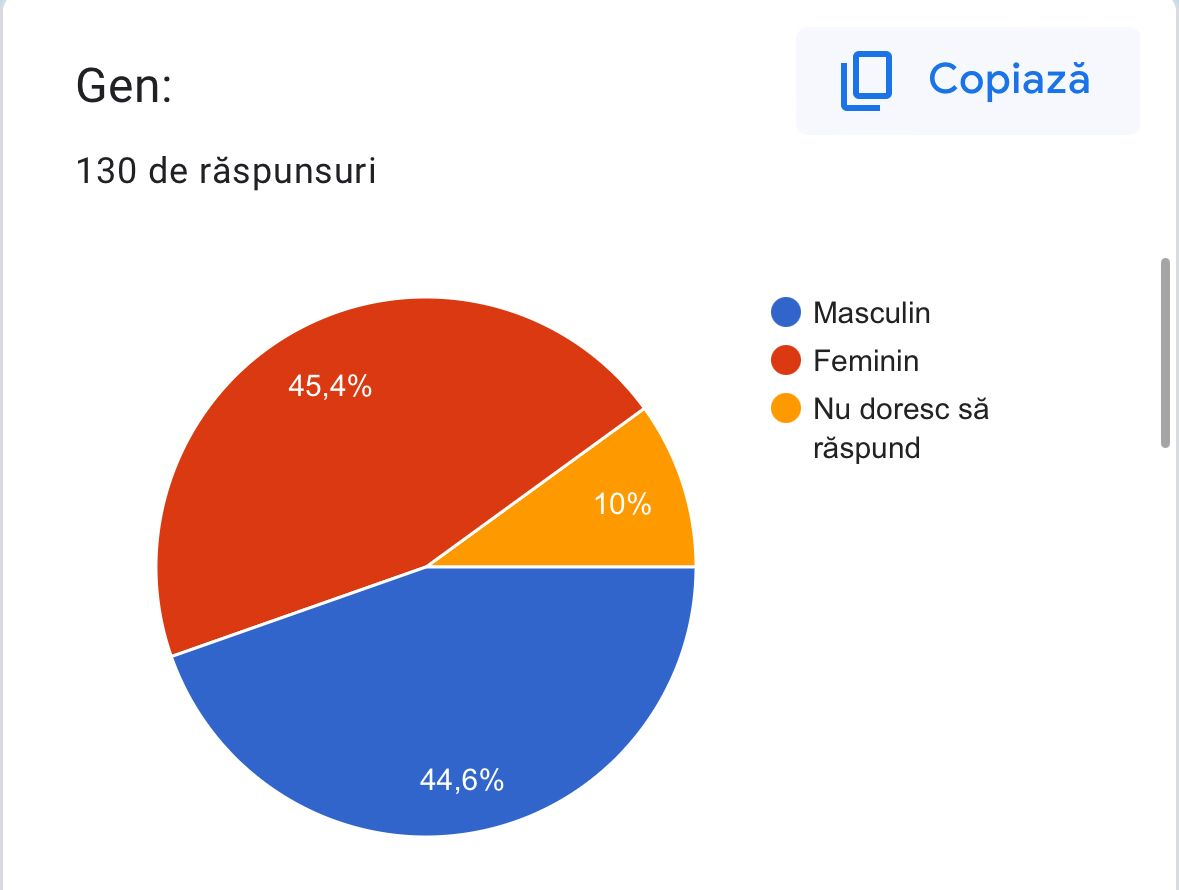 Gen:
Copiază
130 de răspunsuri
Masculin
Feminin
Nu doresc să
răspund
45,4%
10%
44,6%